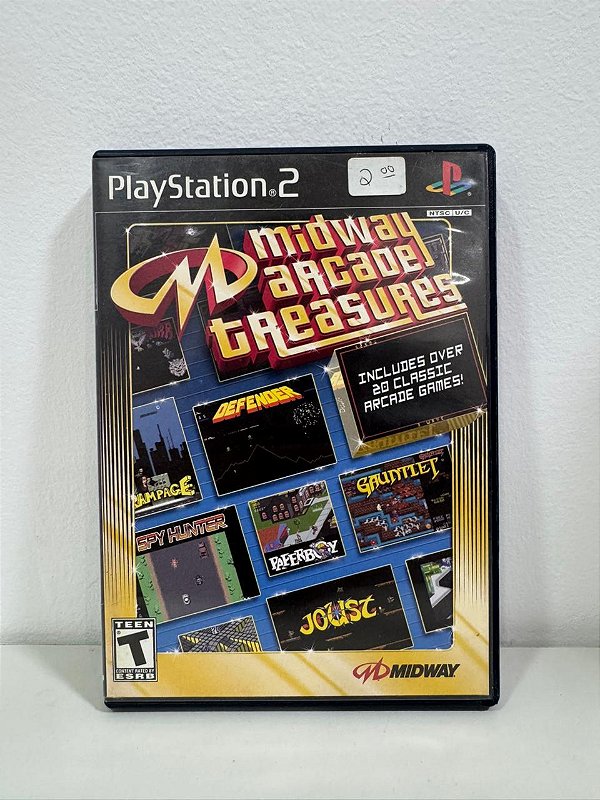 PlayStation®2
2.00
NTSC U/C
midway
arcade
treasures
INCLUDES OVER
20 CLASSIC
ARCADE GAMES!
DEFENDER
RAMPAGE
GAUNTLET
SPY HUNTER
PAPERBOY
JOUST
TEEN
T
CONTENT RATED BY
ESRB
MIDWAY